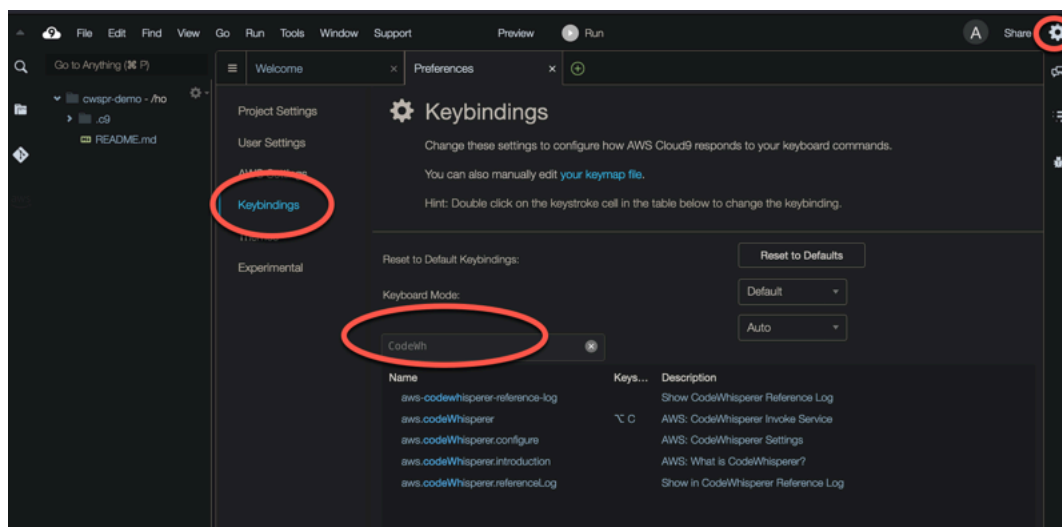 File Edit Find View Go Run Tools Window Support Preview Run A Share
Go to Anything (⌘ P)
Welcome
Preferences
cwspr-demo - /ho
.c9
README.md
Project Settings
User Settings
AWS Settings
Keybindings
Themes
Experimental
Keybindings
Change these settings to configure how AWS Cloud9 responds to your keyboard commands.
You can also manually edit your keymap file.
Hint: Double click on the keystroke cell in the table below to change the keybinding.
Reset to Default Keybindings: Reset to Defaults
Keyboard Mode: Default
Auto
CodeWh
Name Keys... Description
aws-codewhisperer-reference-log Show CodeWhisperer Reference Log
aws.codeWhisperer ⌥ C AWS: CodeWhisperer Invoke Service
aws.codeWhisperer.configure AWS: CodeWhisperer Settings
aws.codeWhisperer.introduction AWS: What is CodeWhisperer?
aws.codeWhisperer.referenceLog Show in CodeWhisperer Reference Log